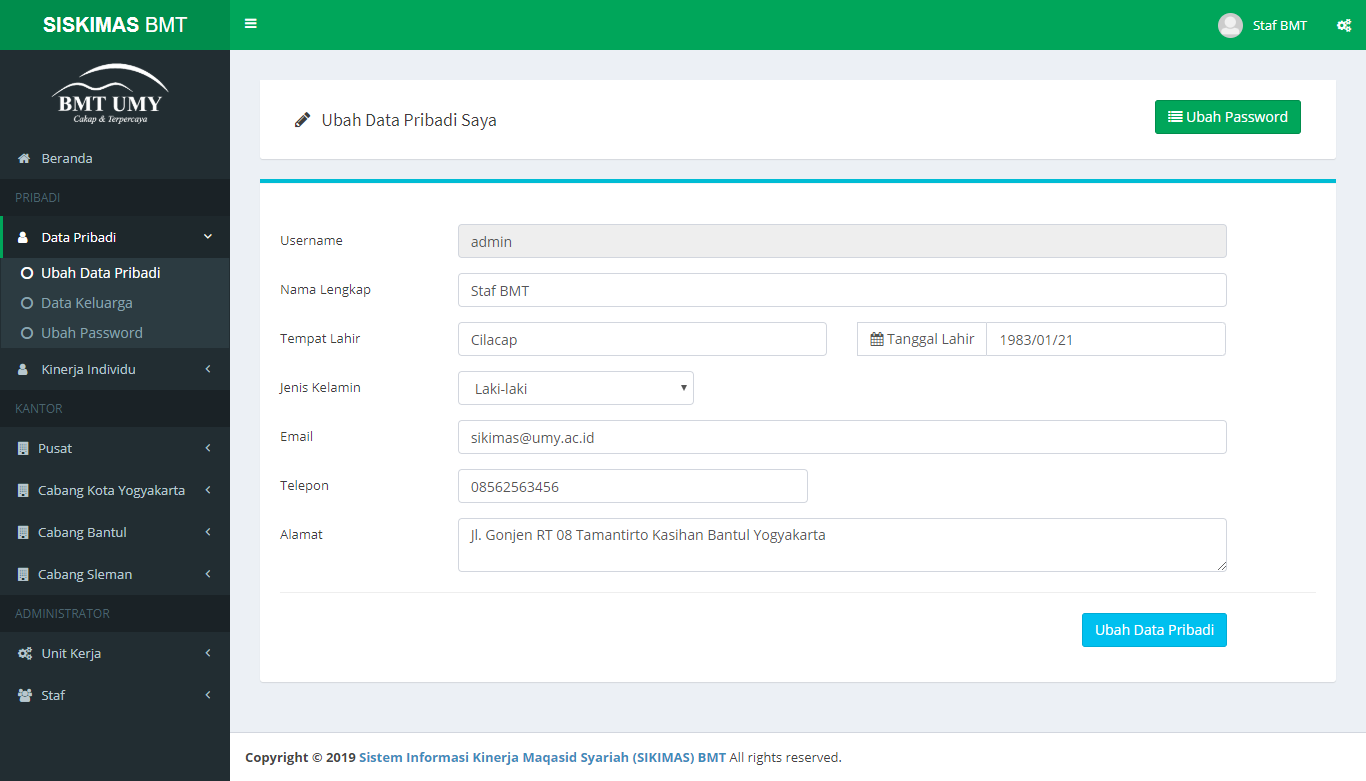 SISKIMAS BMT
Staf BMT
BMT UMY
Cakap & Terpercaya
Beranda
PRIBADI
Data Pribadi
Ubah Data Pribadi
Data Keluarga
Ubah Password
Kinerja Individu
KANTOR
Pusat
Cabang Kota Yogyakarta
Cabang Bantul
Cabang Sleman
ADMINISTRATOR
Unit Kerja
Staf
Ubah Data Pribadi Saya
Ubah Password
Username admin
Nama Lengkap Staf BMT
Tempat Lahir Cilacap Tanggal Lahir 1983/01/21
Jenis Kelamin Laki-laki
Email sikimas@umy.ac.id
Telepon 08562563456
Alamat Jl. Gonjen RT 08 Tamantirto Kasihan Bantul Yogyakarta
Ubah Data Pribadi
Copyright © 2019 Sistem Informasi Kinerja Maqasid Syariah (SIKIMAS) BMT All rights reserved.